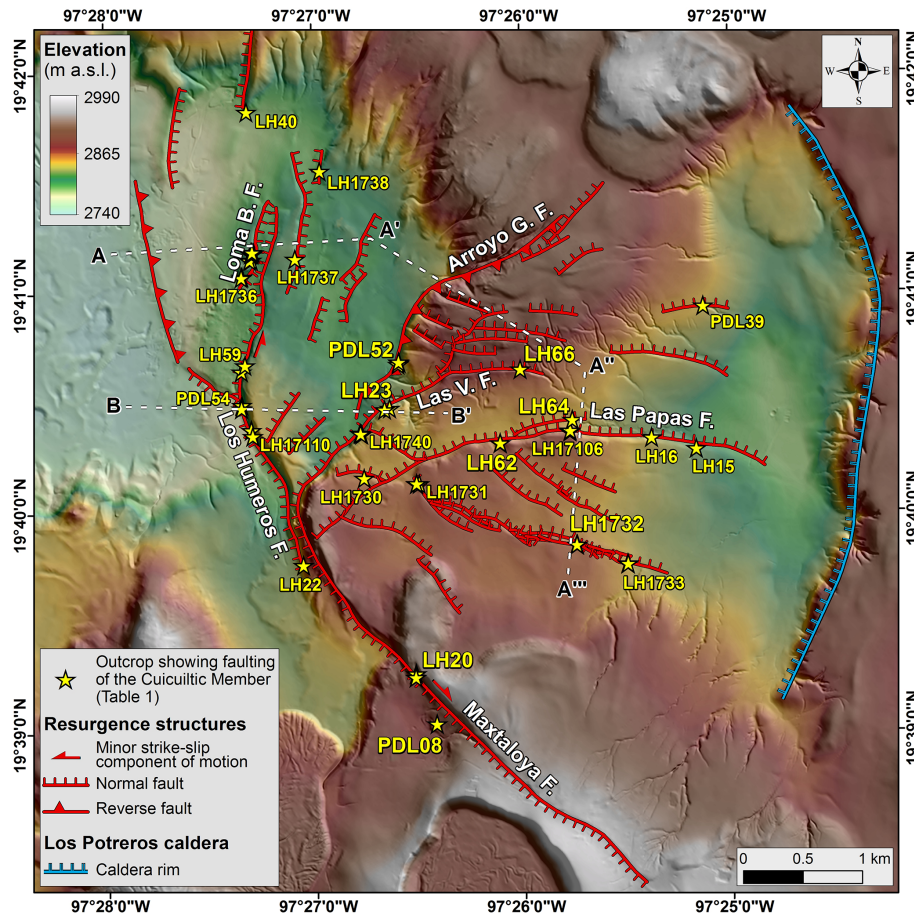 97°28'0"W 97°27'0"W 97°26'0"W 97°25'0"W
19°42'0"N
19°42'0"N
Elevation
(m a.s.l.)
2990
2865
2740
N
W E
S
LH40
LH1738
Loma B. F.
A
A'
Arroyo G. F.
LH1736
LH1737
19°41'0"N
19°41'0"N
PDL39
LH59
PDL52
LH66
A''
LH23
Las V. F.
PDL54
B
B'
LH64
Las Papas F.
LH17110
LH1740
LH62
LH17106
LH16
LH15
Los Humeros F.
LH1730
LH1731
19°40'0"N
19°40'0"N
LH1732
LH22
LH1733
A'''
LH20
Maxtaloya F.
PDL08
19°39'0"N
19°39'0"N
Outcrop showing faulting
of the Cuicuiltic Member
(Table 1)
Resurgence structures
Minor strike-slip
component of motion
Normal fault
Reverse fault
Los Potreros caldera
Caldera rim
0 0.5 1 km
97°28'0"W 97°27'0"W 97°26'0"W 97°25'0"W